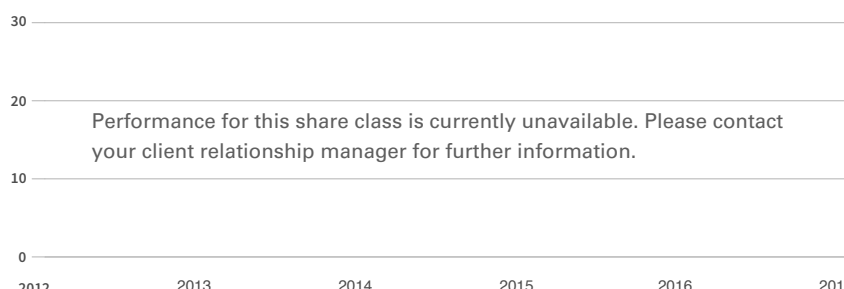 30
20
Performance for this share class is currently unavailable. Please contact
your client relationship manager for further information.
10
0
2012 2013 2014 2015 2016